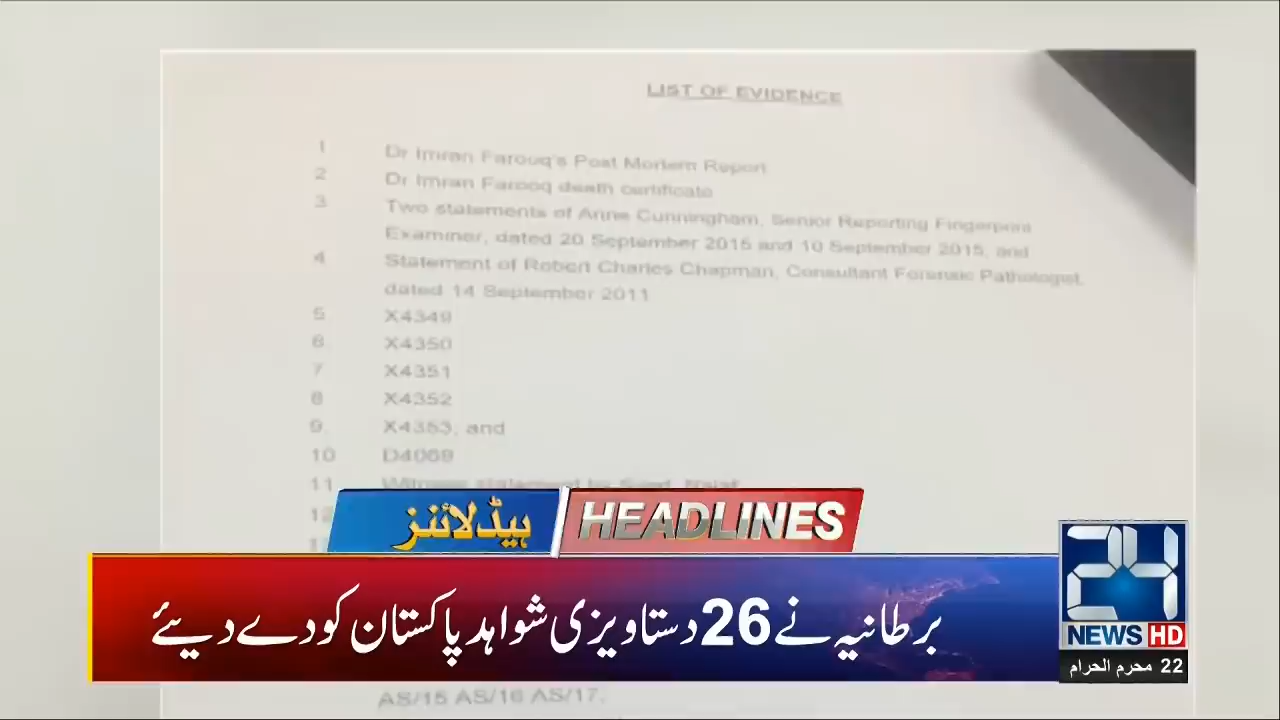 LIST OF EVIDENCE
1 Dr Imran Farouq's Post Mortem Report
2 Dr Imran Farooq death certificate
3 Two statements of Anne Cunningham, Senior Reporting Fingerprint
Examiner, dated 20 September 2015 and 10 September 2015, and
4 Statement of Robert Charles Chapman, Consultant Forensic Pathologist,
dated 14 September 2011
5 X4349
6 X4350
7 X4351
8 X4352
9 X4353, and
10 D4069
11 Witness statement by
ہیڈلائنز HEADLINES
برطانیہ نے 26 دستاویزی شواہد پاکستان کو دے دیئے
24
NEWS HD
22 محرم الحرام
AS/15 AS/16 AS/17,